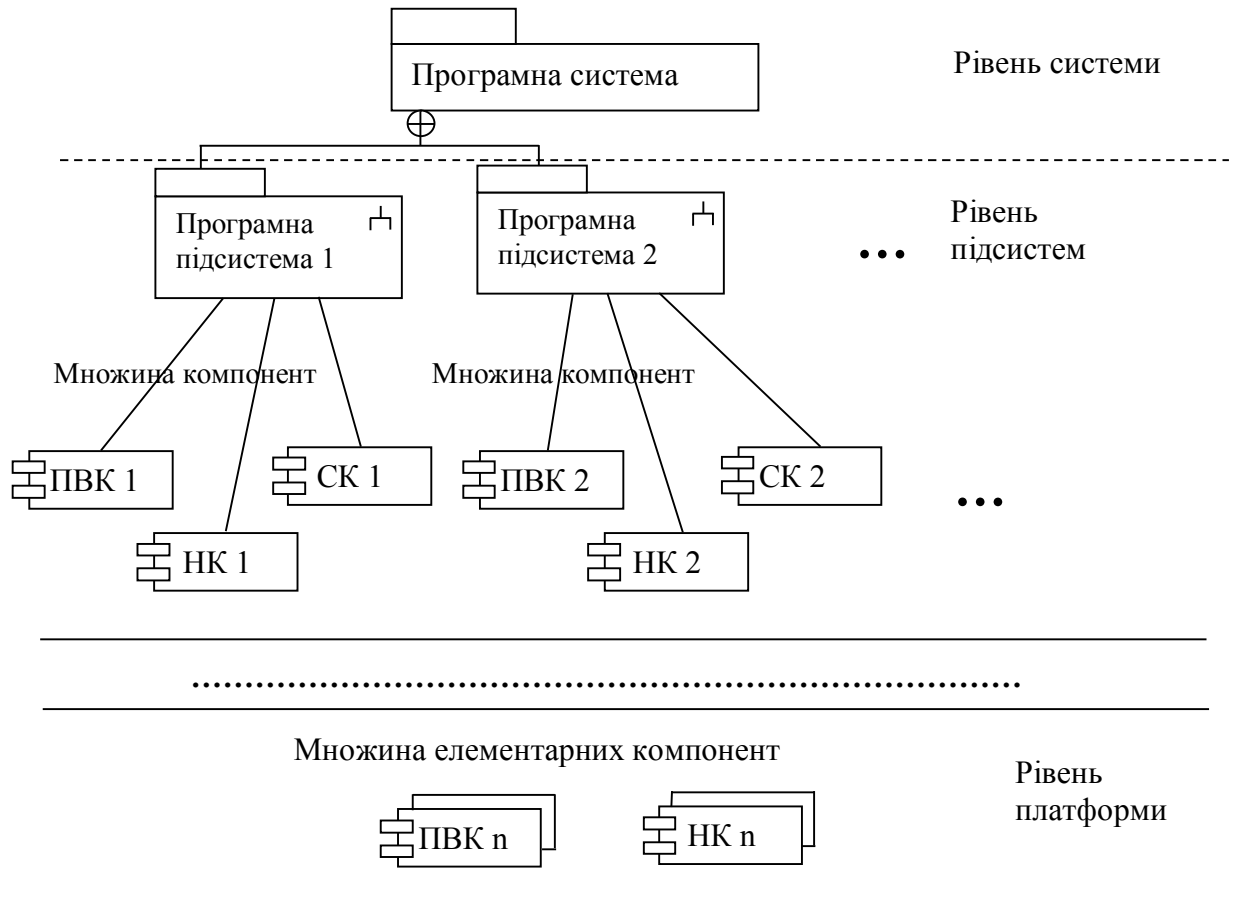 Програмна система
Рівень системи
Програмна
підсистема 1
Програмна
підсистема 2
...
Рівень
підсистем
Множина компонент
Множина компонент
ПВК 1
СК 1
ПВК 2
СК 2
...
НК 1
НК 2
Множина елементарних компонент
Рівень
платформи
ПВК n
НК n